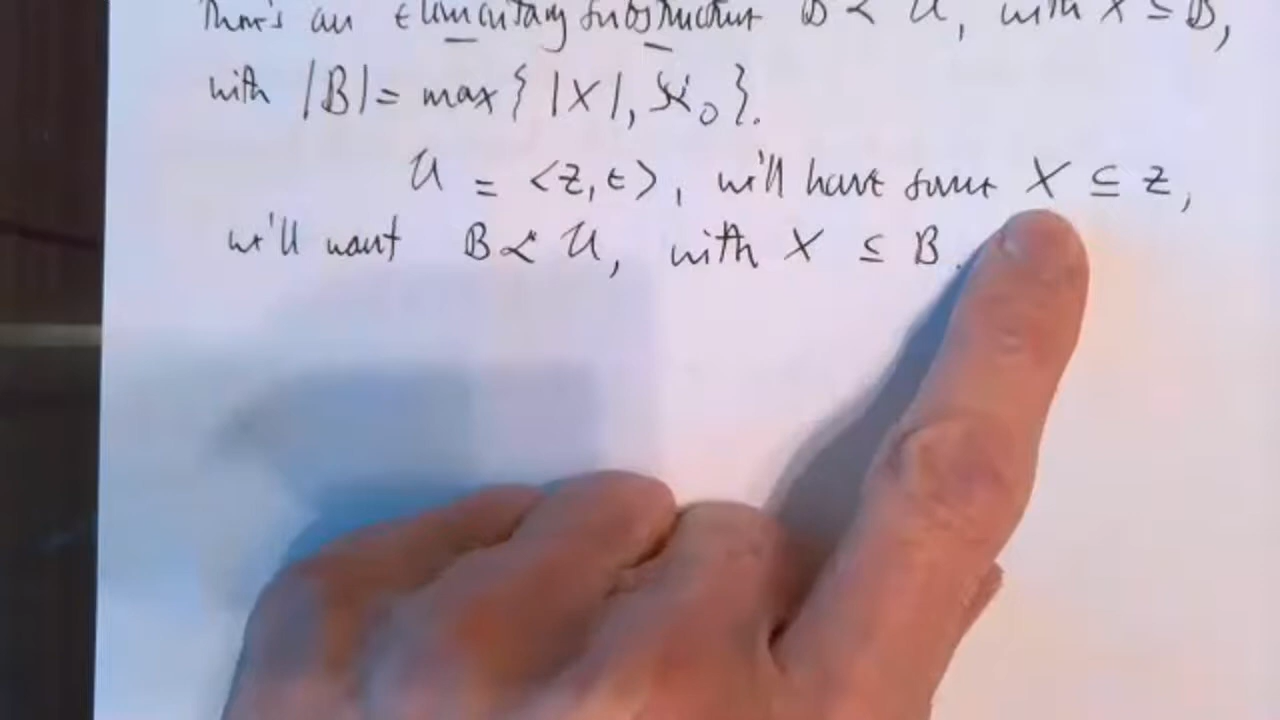 There's an elementary substructure B ≺ U, with X ⊆ B,
with |B| = max{|X|, ℵ₀}.
U = <z, ∈>, we'll have some X ⊆ z,
we'll want B ≺ U, with X ⊆ B.